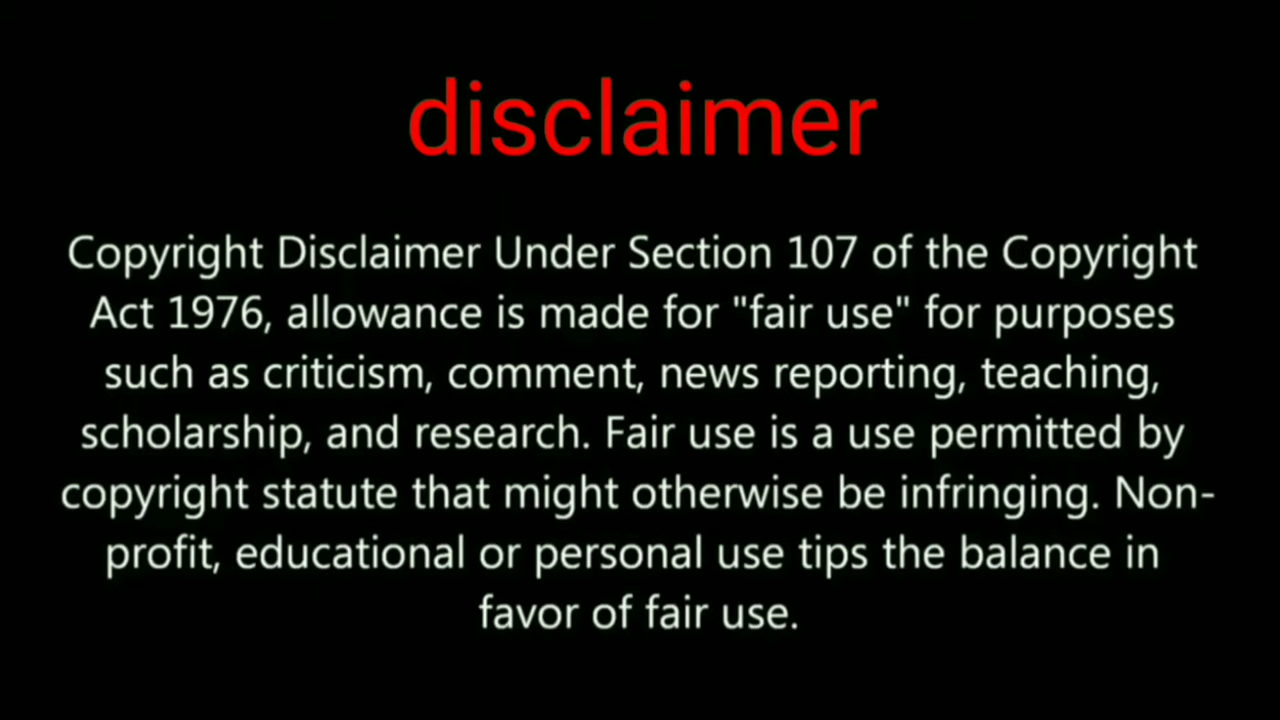 disclaimer
Copyright Disclaimer Under Section 107 of the Copyright
Act 1976, allowance is made for "fair use" for purposes
such as criticism, comment, news reporting, teaching,
scholarship, and research. Fair use is a use permitted by
copyright statute that might otherwise be infringing. Non-
profit, educational or personal use tips the balance in
favor of fair use.